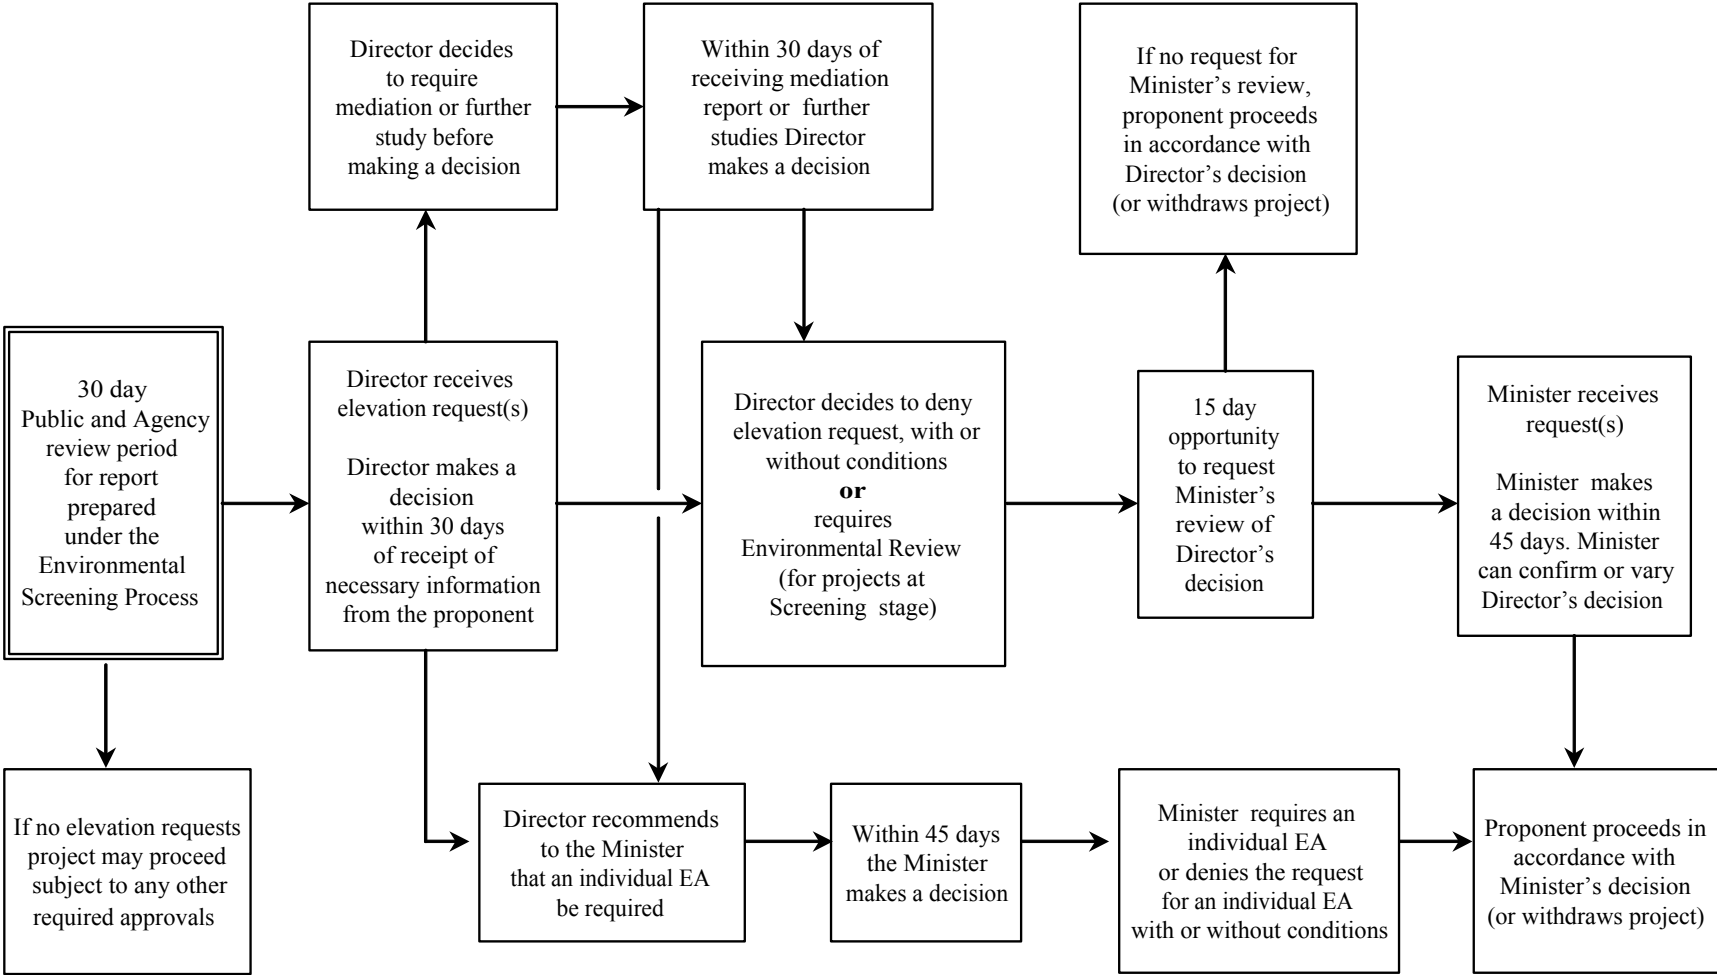 Director decides
to require
mediation or further
study before
making a decision
Within 30 days of
receiving mediation
report or further
studies Director
makes a decision
If no request for
Minister’s review,
proponent proceeds
in accordance with
Director’s decision
(or withdraws project)
30 day
Public and Agency
review period
for report
prepared
under the
Environmental
Screening Process
Director receives
elevation request(s)
Director makes a
decision
within 30 days
of receipt of
necessary information
from the proponent
Director decides to deny
elevation request, with or
without conditions
or
requires
Environmental Review
(for projects at
Screening stage)
15 day
opportunity
to request
Minister’s
review of
Director’s
decision
Minister receives
request(s)
Minister makes
a decision within
45 days. Minister
can confirm or vary
Director’s decision
If no elevation requests
project may proceed
subject to any other
required approvals
Director recommends
to the Minister
that an individual EA
be required
Within 45 days
the Minister
makes a decision
Minister requires an
individual EA
or denies the request
for an individual EA
with or without conditions
Proponent proceeds in
accordance with
Minister’s decision
(or withdraws project)